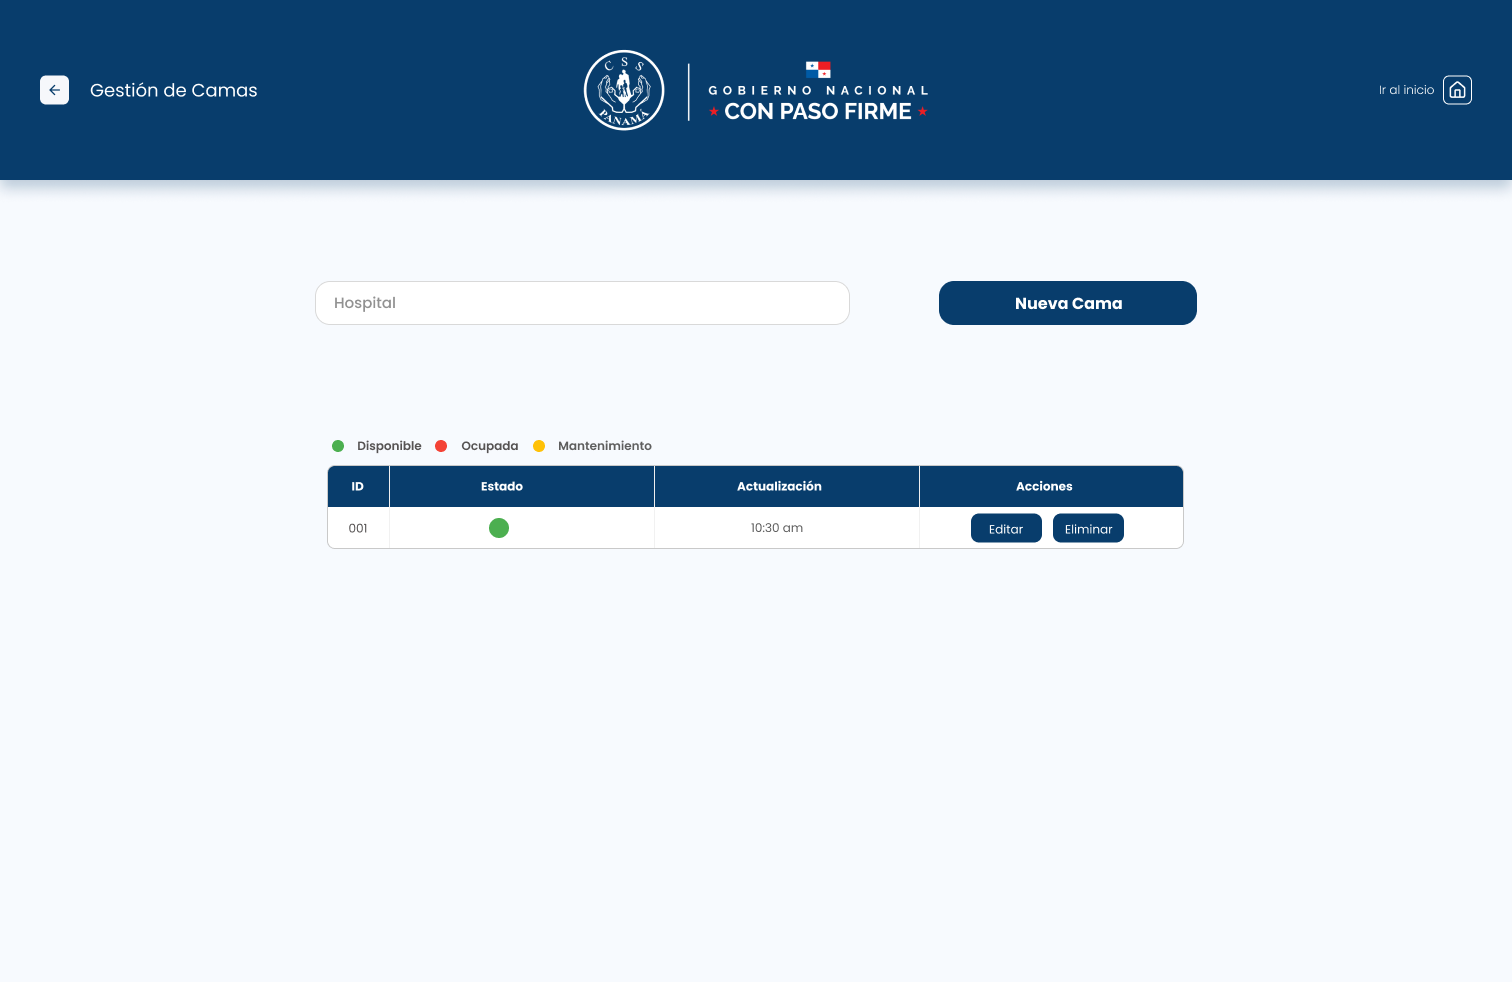 Gestión de Camas
CSS
PANAMÁ
GOBIERNO NACIONAL
CON PASO FIRME
Ir al inicio
Hospital
Nueva Cama
Disponible Ocupada Mantenimiento
ID Estado Actualización Acciones
001 10:30 am Editar Eliminar